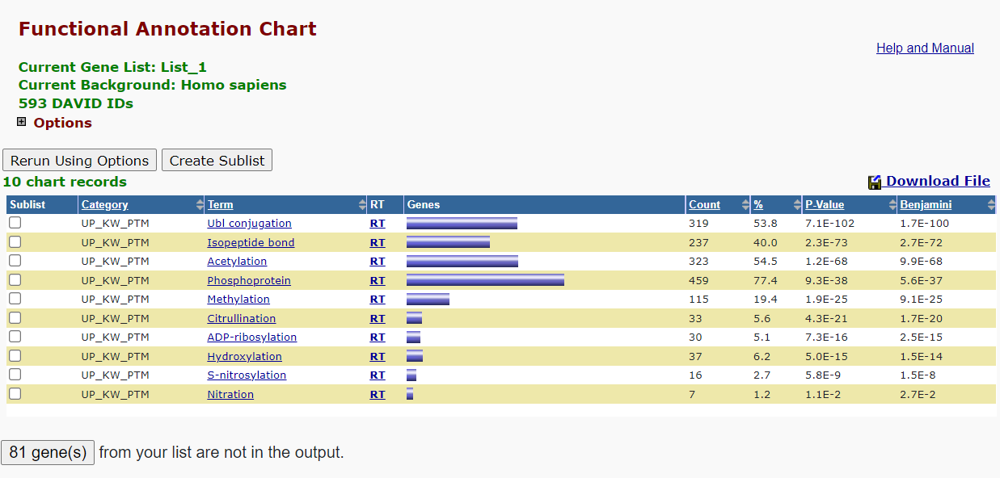 Functional Annotation Chart
Help and Manual
Current Gene List: List_1
Current Background: Homo sapiens
593 DAVID IDs
Options
Rerun Using Options Create Sublist
10 chart records Download File
Sublist Category Term RT Genes Count % P-Value Benjamini
UP_KW_PTM Ubl conjugation RT 319 53.8 7.1E-102 1.7E-100
UP_KW_PTM Isopeptide bond RT 237 40.0 2.3E-73 2.7E-72
UP_KW_PTM Acetylation RT 323 54.5 1.2E-68 9.9E-68
UP_KW_PTM Phosphoprotein RT 459 77.4 9.3E-38 5.6E-37
UP_KW_PTM Methylation RT 115 19.4 1.9E-25 9.1E-25
UP_KW_PTM Citrullination RT 33 5.6 4.3E-21 1.7E-20
UP_KW_PTM ADP-ribosylation RT 30 5.1 7.3E-16 2.5E-15
UP_KW_PTM Hydroxylation RT 37 6.2 5.0E-15 1.5E-14
UP_KW_PTM S-nitrosylation RT 16 2.7 5.8E-9 1.5E-8
UP_KW_PTM Nitration RT 7 1.2 1.1E-2 2.7E-2
81 gene(s) from your list are not in the output.